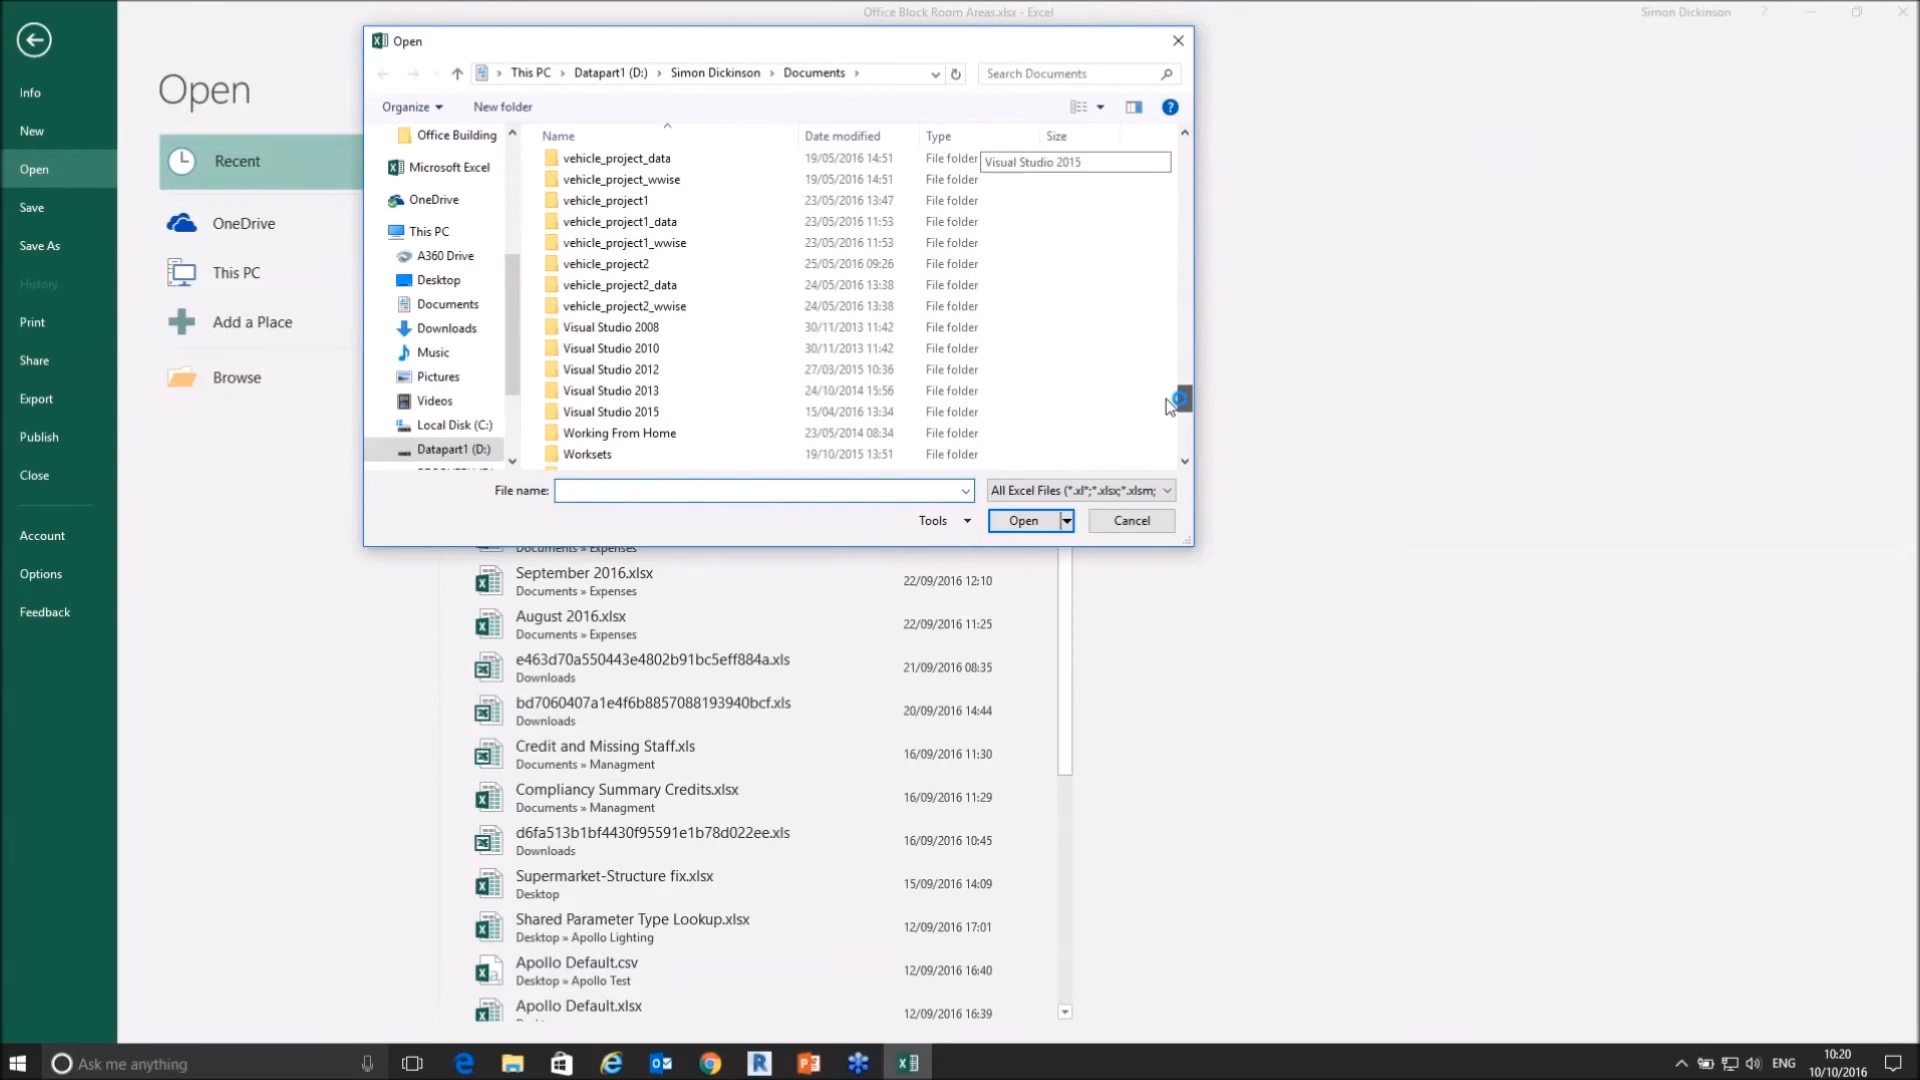 Office Block Room Areas.xlsx - Excel
Simon Dickinson
?
Info
New
Open
Save
Save As
History
Print
Share
Export
Publish
Close
Account
Options
Feedback
Open
Recent
OneDrive
This PC
Add a Place
Browse
Open
This PC > Datapart1 (D:) > Simon Dickinson > Documents >
Search Documents
Organize
New folder
?
Office Building
Microsoft Excel
OneDrive
This PC
A360 Drive
Desktop
Documents
Downloads
Music
Pictures
Videos
Local Disk (C:)
Datapart1 (D:)
Name Date modified Type Size
vehicle_project_data 19/05/2016 14:51 File folder
Visual Studio 2015
vehicle_project_wwise 19/05/2016 14:51 File folder
vehicle_project1 23/05/2016 13:47 File folder
vehicle_project1_data 23/05/2016 11:53 File folder
vehicle_project1_wwise 23/05/2016 11:53 File folder
vehicle_project2 25/05/2016 09:26 File folder
vehicle_project2_data 24/05/2016 13:38 File folder
vehicle_project2_wwise 24/05/2016 13:38 File folder
Visual Studio 2008 30/11/2013 11:42 File folder
Visual Studio 2010 30/11/2013 11:42 File folder
Visual Studio 2012 27/03/2015 10:36 File folder
Visual Studio 2013 24/10/2014 15:56 File folder
Visual Studio 2015 15/04/2016 13:34 File folder
Working From Home 23/05/2014 08:34 File folder
Worksets 19/10/2015 13:51 File folder
File name:
All Excel Files (*.xl*;*.xlsx;*.xlsm;
Tools
Open
Cancel
Documents » Expenses
September 2016.xlsx 22/09/2016 12:10
Documents » Expenses
August 2016.xlsx 22/09/2016 11:25
Documents » Expenses
e463d70a550443e4802b91bc5eff884a.xls 21/09/2016 08:35
Downloads
bd7060407a1e4f6b8857088193940bcf.xls 20/09/2016 14:44
Downloads
Credit and Missing Staff.xls 16/09/2016 11:30
Documents » Managment
Compliancy Summary Credits.xlsx 16/09/2016 11:29
Documents » Managment
d6fa513b1bf4430f95591e1b78d022ee.xls 16/09/2016 10:45
Downloads
Supermarket-Structure fix.xlsx 15/09/2016 14:09
Desktop
Shared Parameter Type Lookup.xlsx 12/09/2016 17:01
Desktop » Apollo Lighting
Apollo Default.csv 12/09/2016 16:40
Desktop » Apollo Test
Apollo Default.xlsx 12/09/2016 16:39
Ask me anything
ENG
10:20
10/10/2016